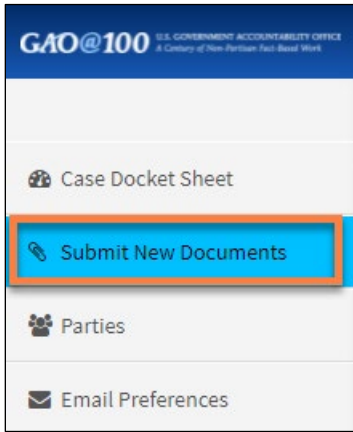 GAO@100 U.S. GOVERNMENT ACCOUNTABILITY OFFICE
A Century of Non-Partisan Fact-Based Work
Case Docket Sheet
Submit New Documents
Parties
Email Preferences